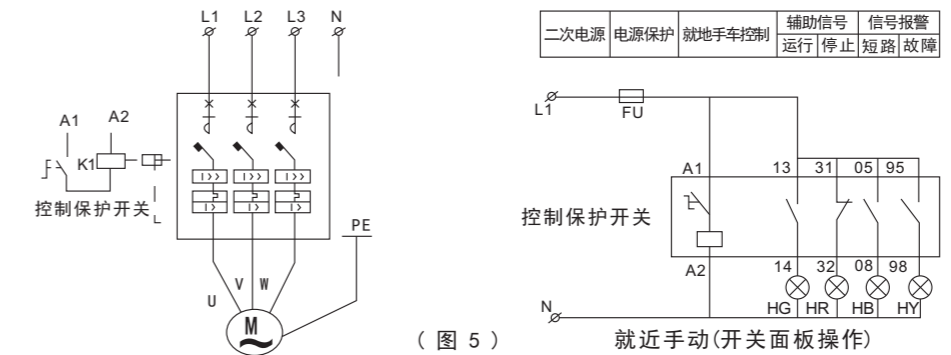 L1 L2 L3 N
A1 A2
K1
控制保护开关
PE
U V W
M
(图 5)
二次电源 电源保护 就地手车控制 辅助信号 信号报警
运行 停止 短路 故障
L1
FU
A1 13 31 05 95
控制保护开关
A2 14 32 08 98
HG HR HB HY
N
就近手动(开关面板操作)